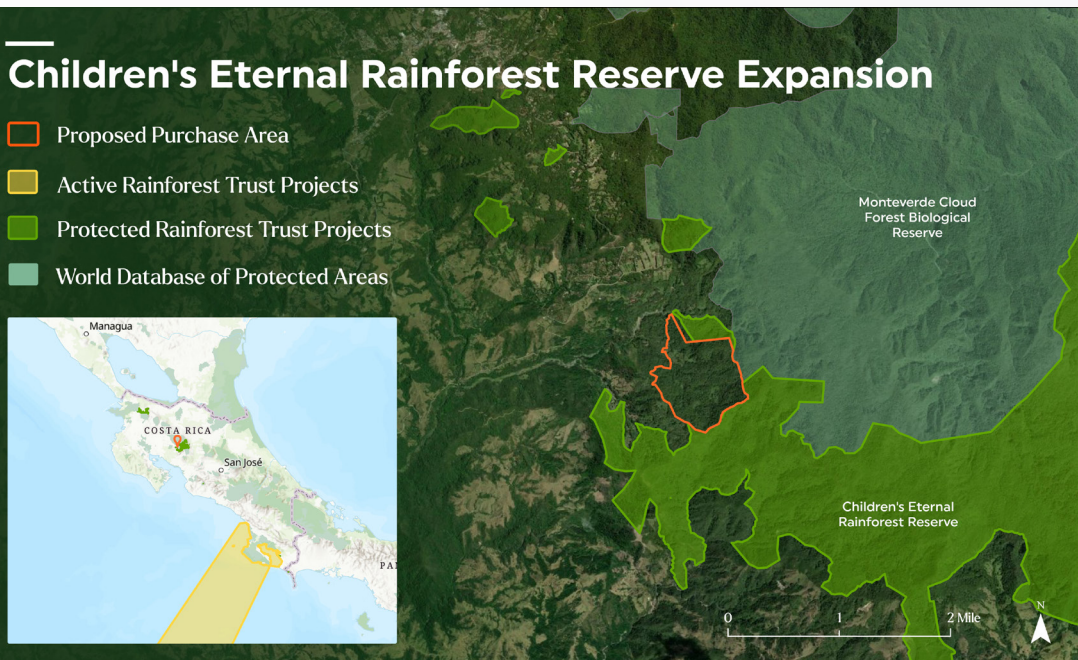 Children's Eternal Rainforest Reserve Expansion
Proposed Purchase Area
Active Rainforest Trust Projects
Protected Rainforest Trust Projects
World Database of Protected Areas
Monteverde Cloud
Forest Biological
Reserve
Managua
COSTA RICA
San José
PA
Children's Eternal
Rainforest Reserve
0
1
2 Mile
N